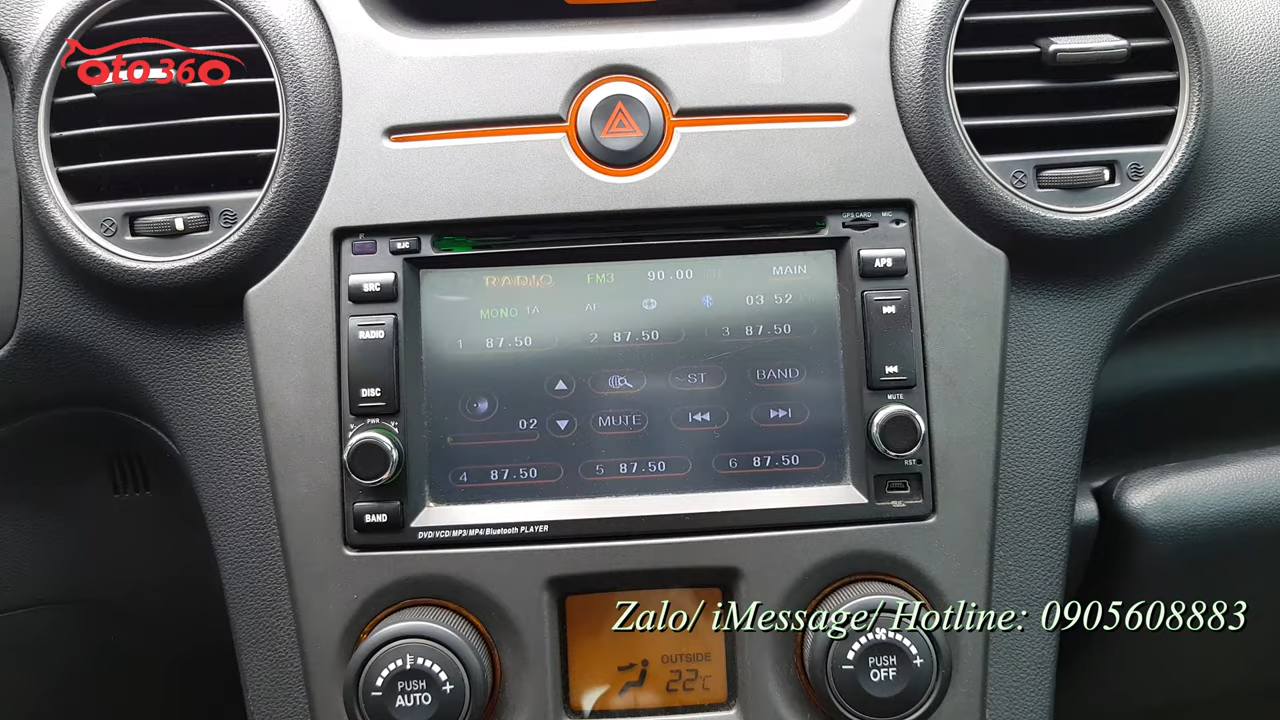 oto360
GPS CARD MIC
EJC
SRC
APS
RADIO FM3 90.00 MHz MAIN
MONO TA AF 03 52
1 87.50 2 87.50 3 87.50
RADIO
DISC
ST BAND
02 MUTE
4 87.50 5 87.50 6 87.50
PWR
MUTE
RST
BAND
DVD/VCD/MP3/MP4/Bluetooth PLAYER
Zalo/ iMessage/ Hotline: 0905608883
PUSH
AUTO
OUTSIDE
22°C
PUSH
OFF